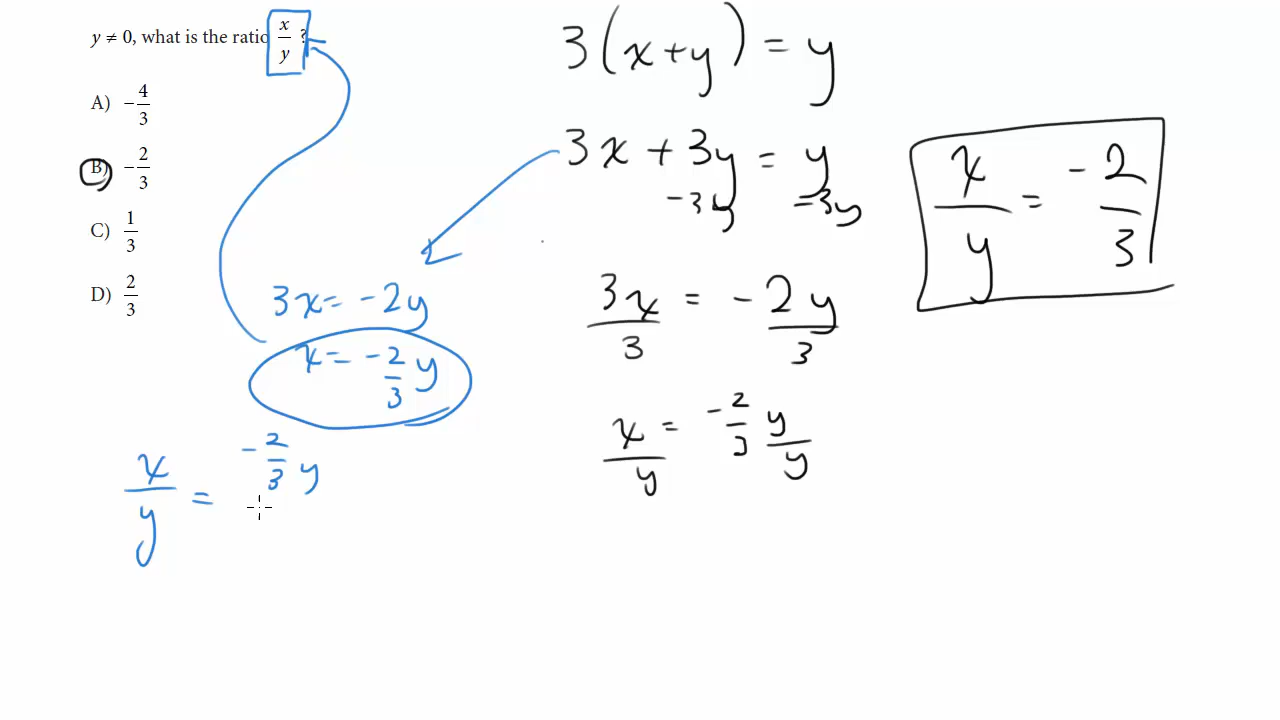 y ≠ 0, what is the ratio x/y ?
A) -4/3
B) -2/3
C) 1/3
D) 2/3
3(x+y) = y
3x + 3y = y
-3y -3y
3x/3 = -2y/3
x/y = -2/3 y/y
x/y = -2/3
3x = -2y
x = -2/3 y
x/y = -2/3 y